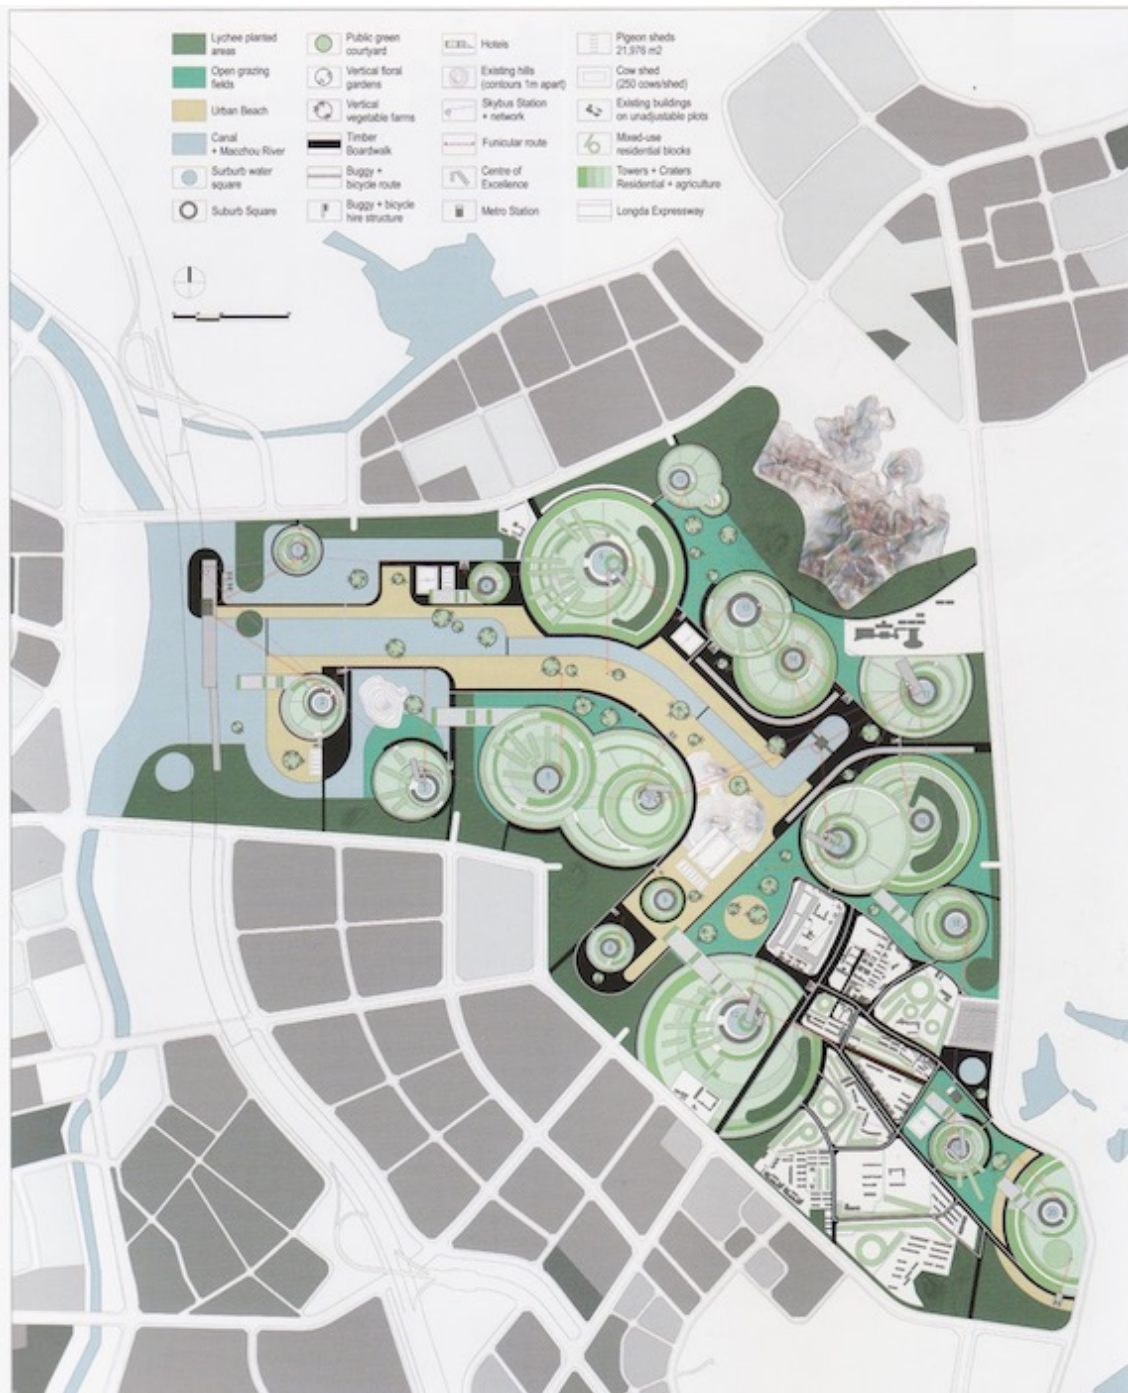 Lychee planted
areas
Open grazing
fields
Urban Beach
Canal
+ Maozhou River
Surburb water
square
Suburb Square
Public green
courtyard
Vertical floral
gardens
Vertical
vegetable farms
Timber
Boardwalk
Buggy +
bicycle route
Buggy + bicycle
hire structure
Hotels
Existing hills
(contours 1m apart)
Skybus Station
+ network
Funicular route
Centre of
Excellence
Metro Station
Pigeon sheds
21,976 m2
Cow shed
(250 cows/shed)
Existing buildings
on unadjustable plots
Mixed-use
residential blocks
Towers + Craters
Residential + agriculture
Longda Expressway